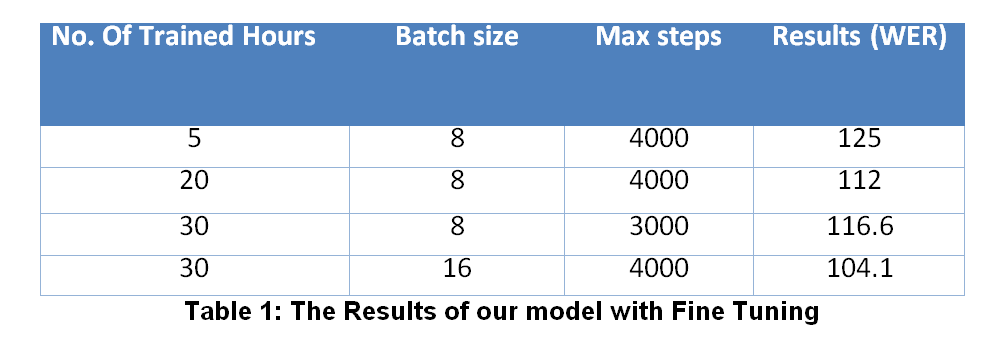 No. Of Trained Hours Batch size Max steps Results (WER)
5 8 4000 125
20 8 4000 112
30 8 3000 116.6
30 16 4000 104.1
Table 1: The Results of our model with Fine Tuning